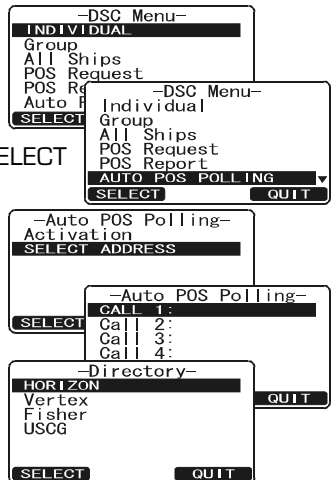 -DSC Menu-
INDIVIDUAL
Group
All Ships
POS Request
POS Re
Auto P
SELECT
-DSC Menu-
Individual
Group
All Ships
POS Request
POS Report
AUTO POS POLLING
SELECT QUIT
ELECT
-Auto POS Polling-
Activation
SELECT ADDRESS
SELECT
-Auto POS Polling-
CALL 1:
Call 2:
Call 3:
Call 4:
QUIT
-Directory-
HORIZON
Vertex
Fisher
USCG
SELECT QUIT